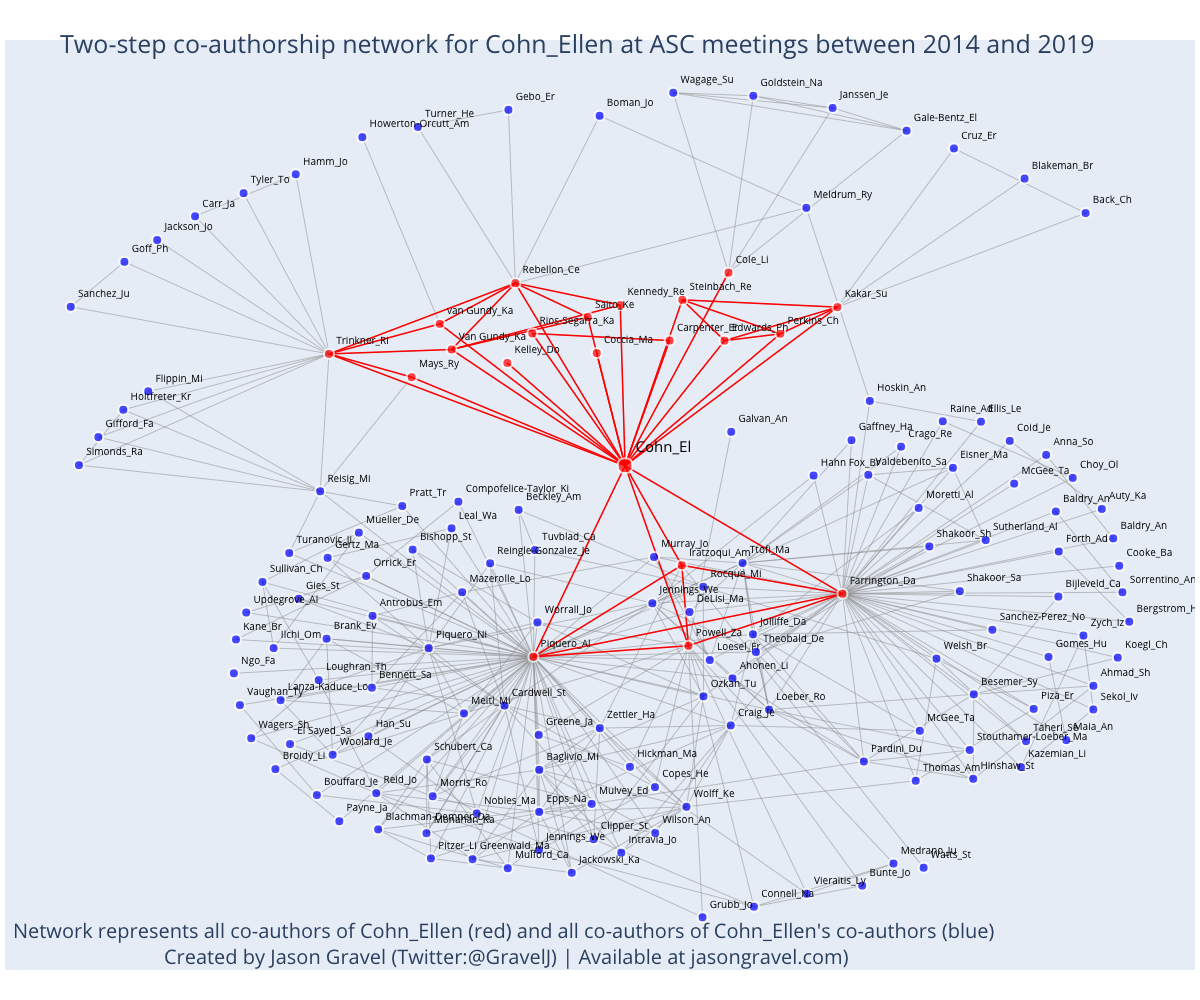 Two-step co-authorship network for Cohn_Ellen at ASC meetings between 2014 and 2019
Wagage_Su
Goldstein_Na
Janssen_Je
Gebo_Er
Boman_Jo
Turner_He
Howerton-Orcutt_Am
Gale-Bentz_El
Cruz_Er
Hamm_Jo
Blakeman_Br
Tyler_To
Meldrum_Ry
Back_Ch
Carr_Ja
Jackson_Jo
Goff_Ph
Cole_Li
Rebellon_Ce
Sanchez_Ju
Steinbach_Re
Kennedy_Re
Kakar_Su
Salto_Ke
van Gundy_Ka
Rios-Segarra_Ka
Perkins_Ch
Carpenter_El
Edwards_Ph
Trinkner_Ri
Van Gundy_Ka
Coccia_Ma
Kelley_Do
Mays_Ry
Flippin_Mi
Hoskin_An
Holtfreter_Kr
Gifford_Fa
Galvan_An
Raine_Ad
Ellis_Le
Simonds_Ra
Gaffney_Ha
Coid_Je
Crago_Re
Anna_So
Cohn_El
Hahn Fox_Br
Valdebenito_Sa
Eisner_Ma
McGee_Ta
Choy_Ol
Reisig_Mi
Pratt_Tr
Compofelice-Taylor_Ki
Beckley_Am
Moretti_Al
Baldry_An
Auty_Ka
Mueller_De
Leal_Wa
Turanovic_Ji
Gertz_Ma
Bishopp_St
Tuvblad_Ca
Reingle-Gonzalez_Je
Murray_Jo
Iratzoqui_Am
Ttofi_Ma
Shakoor_Sh
Sutherland_Al
Forth_Ad
Baldry_An
Cooke_Ba
Sullivan_Ch
Orrick_Er
Mazerolle_Lo
Rocque_Mi
Farrington_Da
Shakoor_Sa
Bijleveld_Ca
Sorrentino_An
Gies_St
Updegrove_Al
Antrobus_Em
Jennings_We
DeLisi_Ma
Bergstrom_H
Kane_Br
Ilchi_Om
Brank_Ev
Piquero_Ni
Worrall_Jo
Piquero_Al
Powell_Za
Jolliffe_Da
Theobald_De
Sanchez-Perez_No
Zych_Iz
Ngo_Fa
Loughran_Th
Loesel_Fr
Ahonen_Li
Welsh_Br
Gomes_Hu
Koegl_Ch
Vaughan_Ty
Lanza-Kaduce_Lo
Bennett_Sa
Meitl_Mi
Cardwell_St
Ozkan_Tu
Loeber_Ro
Besemer_Sy
Ahmad_Sh
Piza_Er
Sekol_Iv
Wagers_Sh
El Sayed_Sa
Han_Su
Woolard_Je
Greene_Ja
Zettler_Ha
Craig_Je
McGee_Ta
Taheri_Se
Maia_An
Stouthamer-Loeber_Ma
Broidy_Li
Schubert_Ca
Baglivio_Mi
Hickman_Ma
Pardini_Du
Kazemian_Li
Bouffard_Je
Reid_Jo
Morris_Ro
Copes_He
Thomas_Am
Hinshaw_St
Payne_Ja
Nobles_Ma
Epps_Na
Mulvey_Ed
Wolff_Ke
Blachman-Demner_Da
Monahan_Ka
Clipper_St
Wilson_An
Pitzer_Li
Greenwald_Ma
Jennings_We
Intravia_Jo
Mulford_Ca
Jackowski_Ka
Medrano_Ju
Watts_St
Bunte_Jo
Vieraitis_Ly
Connell_Na
Grubb_Jo
Network represents all co-authors of Cohn_Ellen (red) and all co-authors of Cohn_Ellen's co-authors (blue)
Created by Jason Gravel (Twitter:@GravelJ) | Available at jasongravel.com)